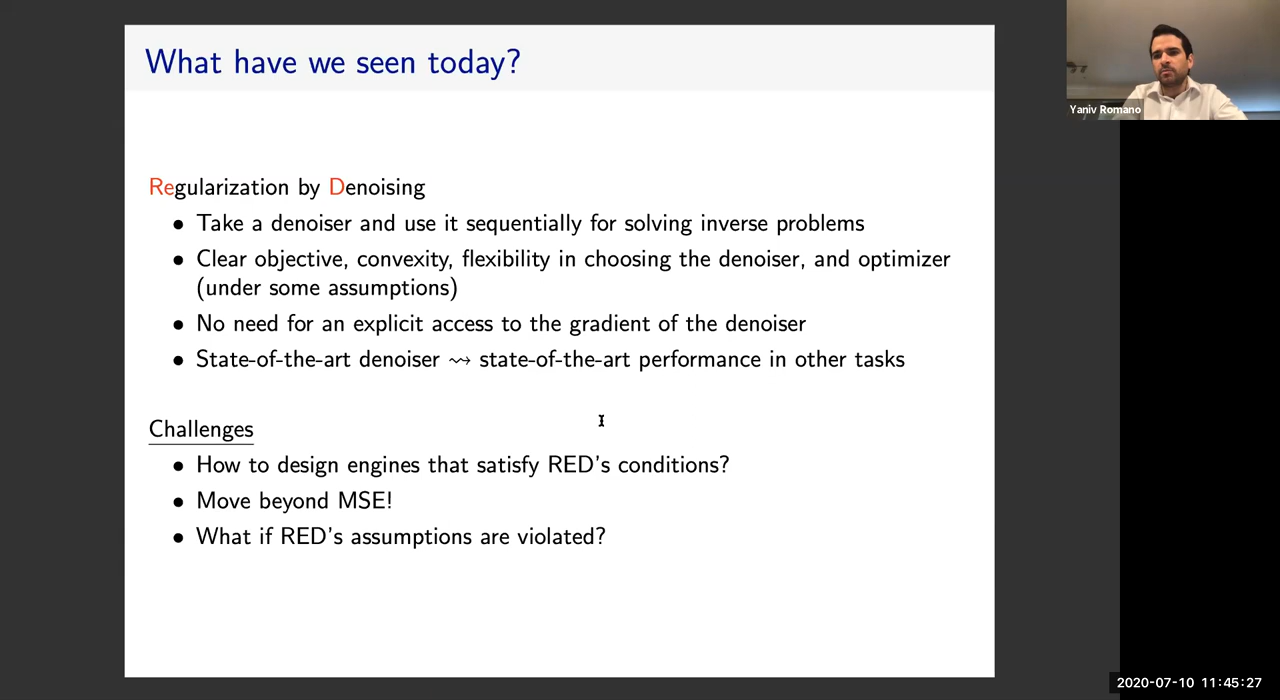 What have we seen today?
Yaniv Romano
Regularization by Denoising
• Take a denoiser and use it sequentially for solving inverse problems
• Clear objective, convexity, flexibility in choosing the denoiser, and optimizer
(under some assumptions)
• No need for an explicit access to the gradient of the denoiser
• State-of-the-art denoiser ⇝ state-of-the-art performance in other tasks
Challenges
• How to design engines that satisfy RED's conditions?
• Move beyond MSE!
• What if RED's assumptions are violated?
2020-07-10 11:45:27